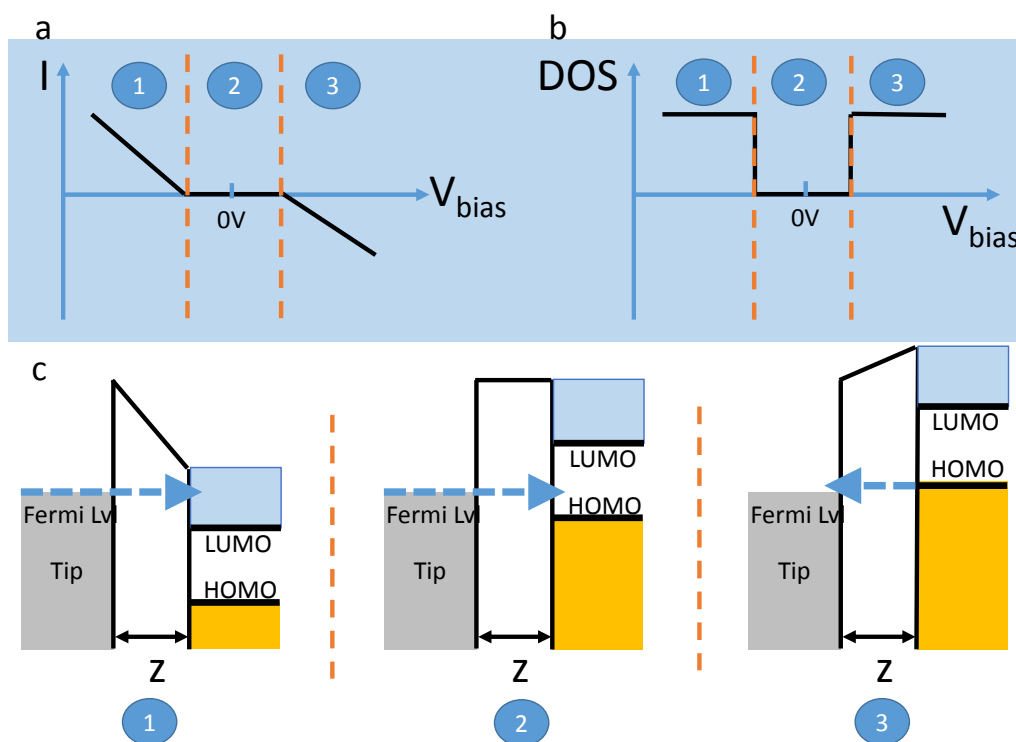 a
I
1
2
3
0V
Vbias
b
DOS
1
2
3
0V
Vbias
c
Fermi Lvl
Tip
LUMO
HOMO
z
1
Fermi Lvl
Tip
LUMO
HOMO
z
2
Fermi Lvl
Tip
LUMO
HOMO
z
3